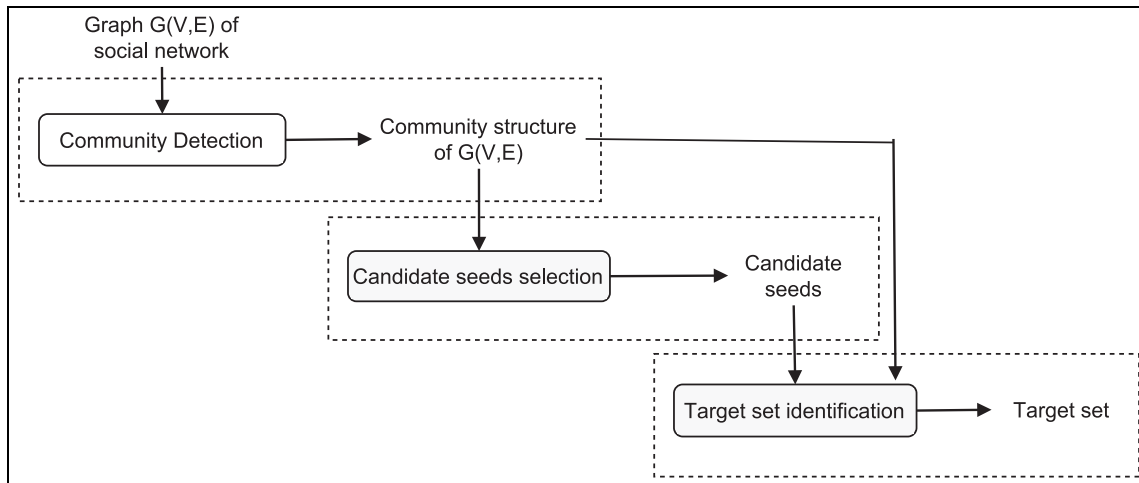 Graph G(V,E) of
social network
Community Detection
Community structure
of G(V,E)
Candidate seeds selection
Candidate
seeds
Target set identification
Target set